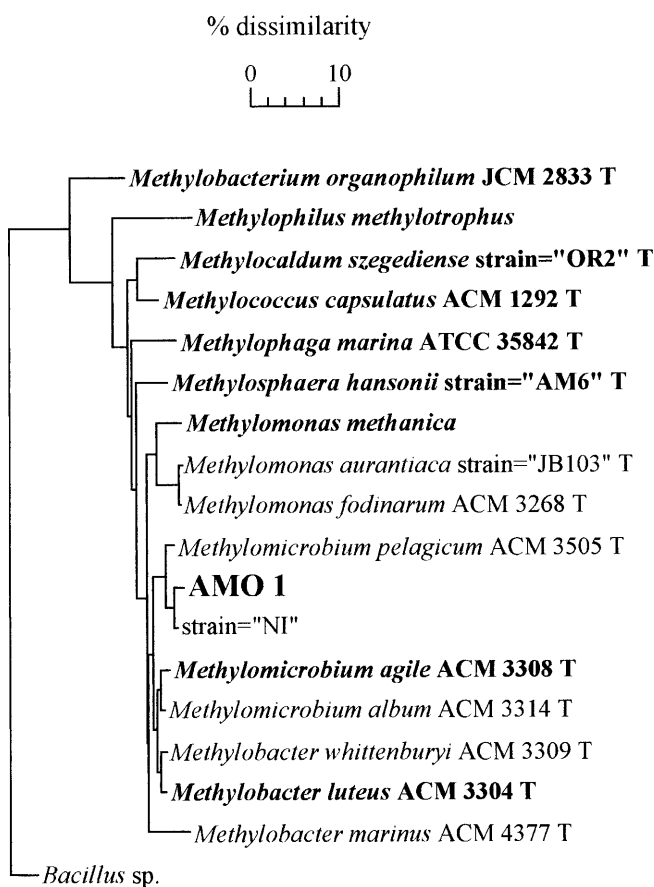 % dissimilarity
0 10
Methylobacterium organophilum JCM 2833 T
Methylophilus methylotrophus
Methylocaldum szegediense strain="OR2" T
Methylococcus capsulatus ACM 1292 T
Methylophaga marina ATCC 35842 T
Methylosphaera hansonii strain="AM6" T
Methylomonas methanica
Methylomonas aurantiaca strain="JB103" T
Methylomonas fodinarum ACM 3268 T
Methylomicrobium pelagicum ACM 3505 T
AMO 1
strain="NI"
Methylomicrobium agile ACM 3308 T
Methylomicrobium album ACM 3314 T
Methylobacter whittenburyi ACM 3309 T
Methylobacter luteus ACM 3304 T
Methylobacter marinus ACM 4377 T
Bacillus sp.